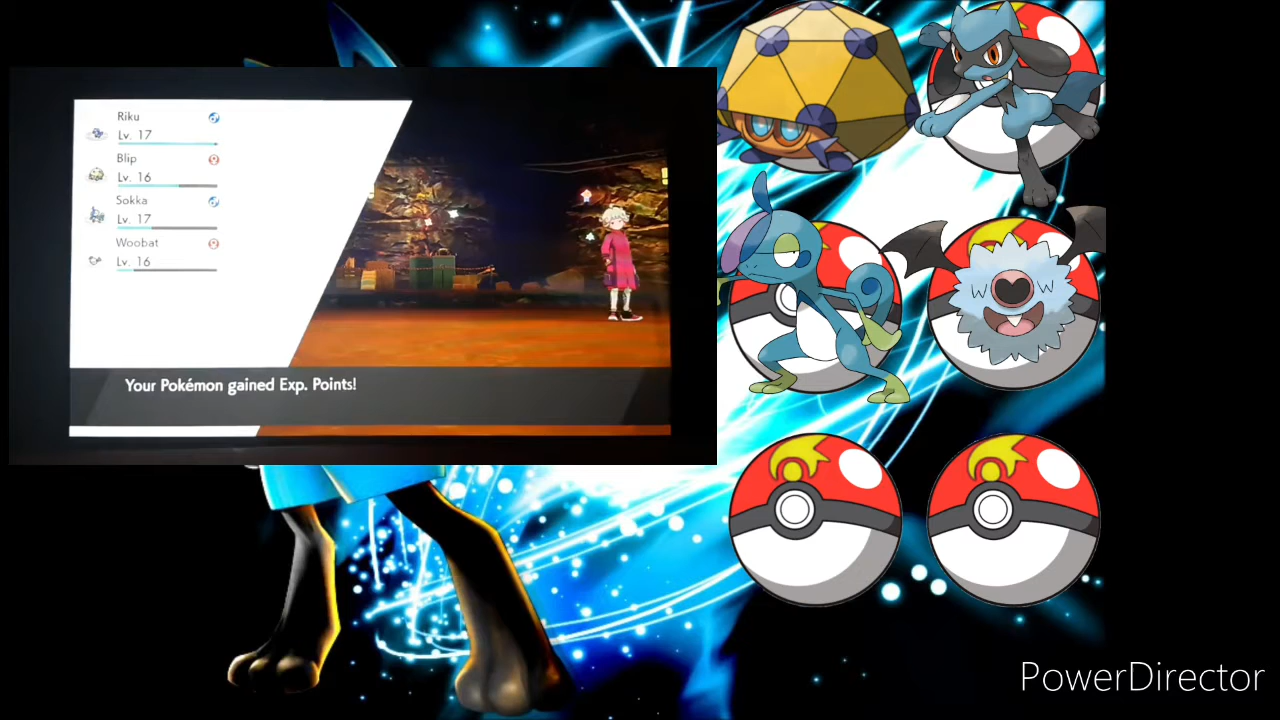 Riku
Lv. 17
Blip
Lv. 16
Sokka
Lv. 17
Woobat
Lv. 16
Your Pokémon gained Exp. Points!
PowerDirector